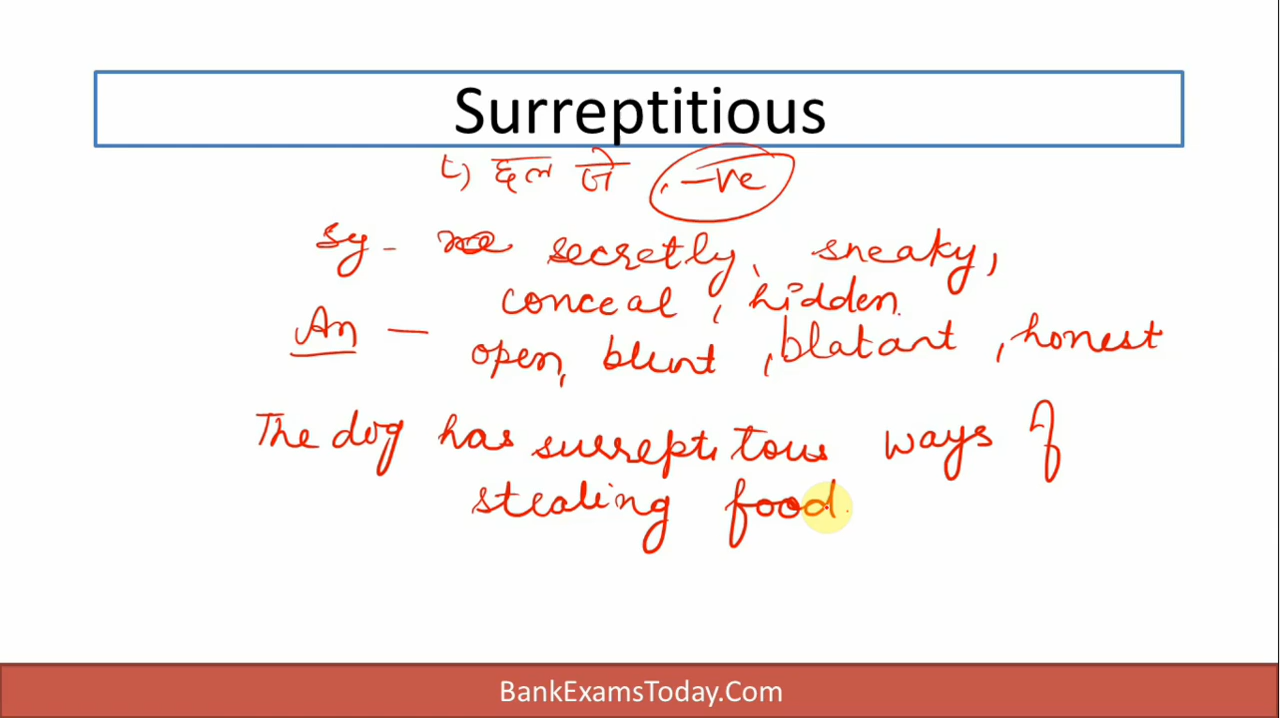 Surreptitious
↳ छल से, -ve
Sy - secretly, sneaky,
conceal, hidden.
An - open, blunt, blatant, honest
The dog has surreptitous ways of
stealing food.
BankExamsToday.Com